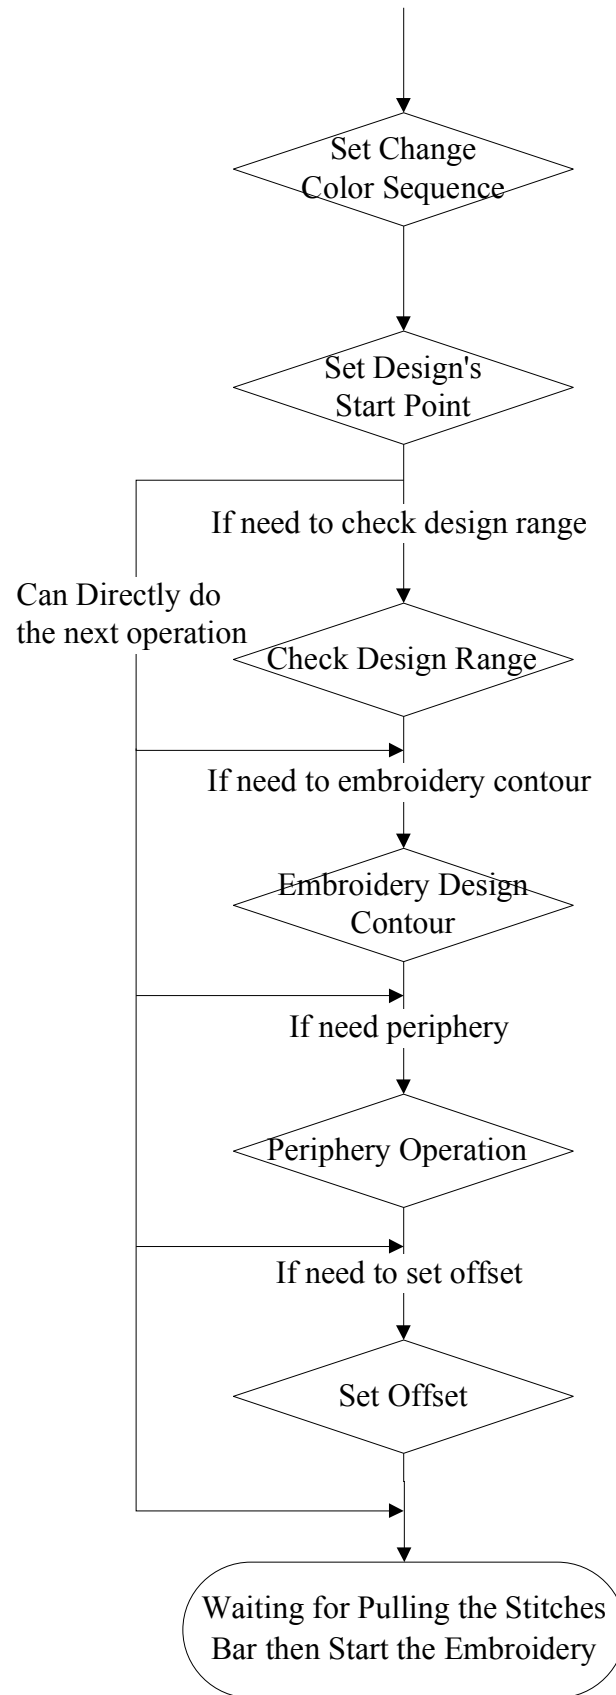 Set Change
Color Sequence
Set Design's
Start Point
If need to check design range
Can Directly do
the next operation
Check Design Range
If need to embroidery contour
Embroidery Design
Contour
If need periphery
Periphery Operation
If need to set offset
Set Offset
Waiting for Pulling the Stitches
Bar then Start the Embroidery